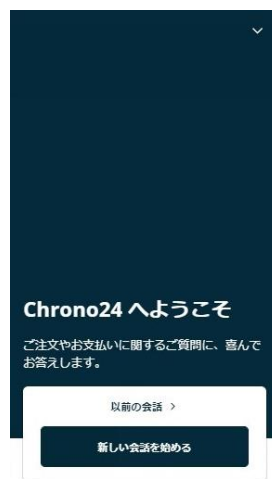 Chrono24 へようこそ
ご注文やお支払いに関するご質問に、喜んで
お答えします。
以前の会話 >
新しい会話を始める